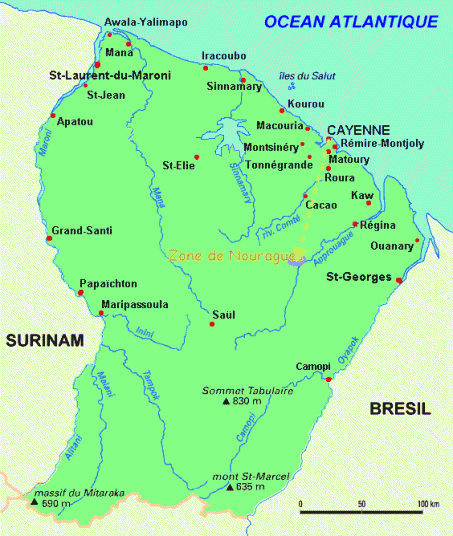 OCEAN ATLANTIQUE
Awala-Yalimapo
Mana
St-Laurent-du-Maroni
St-Jean
Apatou
Maroni
Iracoubo
Sinnamary
îles du Salut
Kourou
Macouria
CAYENNE
Rémire-Montjoly
Montsinéry
Matoury
Tonnégrande
Roura
St-Elie
Sinnamary
Mana
Cacao
Kaw
riv. Comté
Régina
Ouanary
Grand-Santi
Zone de Nourague
Approuague
St-Georges
Papaïchton
Maripassoula
Saül
Inini
SURINAM
Oyapok
Camopi
Malani
Tampok
Sommet Tabulaire
830 m
BRESIL
Alitani
Camopi
mont St-Marcel
635 m
massif du Mitaraka
690 m
0 50 100 km